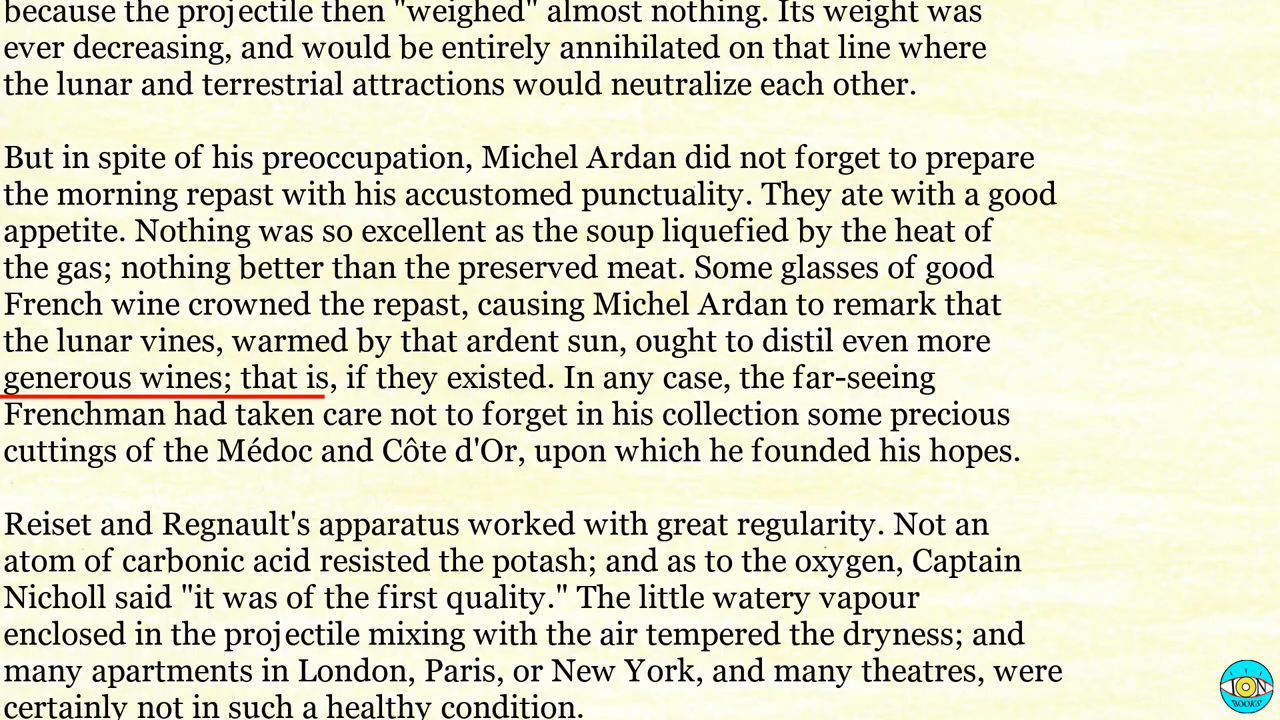 because the projectile then "weighed" almost nothing. Its weight was
ever decreasing, and would be entirely annihilated on that line where
the lunar and terrestrial attractions would neutralize each other.
But in spite of his preoccupation, Michel Ardan did not forget to prepare
the morning repast with his accustomed punctuality. They ate with a good
appetite. Nothing was so excellent as the soup liquefied by the heat of
the gas; nothing better than the preserved meat. Some glasses of good
French wine crowned the repast, causing Michel Ardan to remark that
the lunar vines, warmed by that ardent sun, ought to distil even more
generous wines; that is, if they existed. In any case, the far-seeing
Frenchman had taken care not to forget in his collection some precious
cuttings of the Médoc and Côte d'Or, upon which he founded his hopes.
Reiset and Regnault's apparatus worked with great regularity. Not an
atom of carbonic acid resisted the potash; and as to the oxygen, Captain
Nicholl said "it was of the first quality." The little watery vapour
enclosed in the projectile mixing with the air tempered the dryness; and
many apartments in London, Paris, or New York, and many theatres, were
certainly not in such a healthy condition.
ION
BOOKS